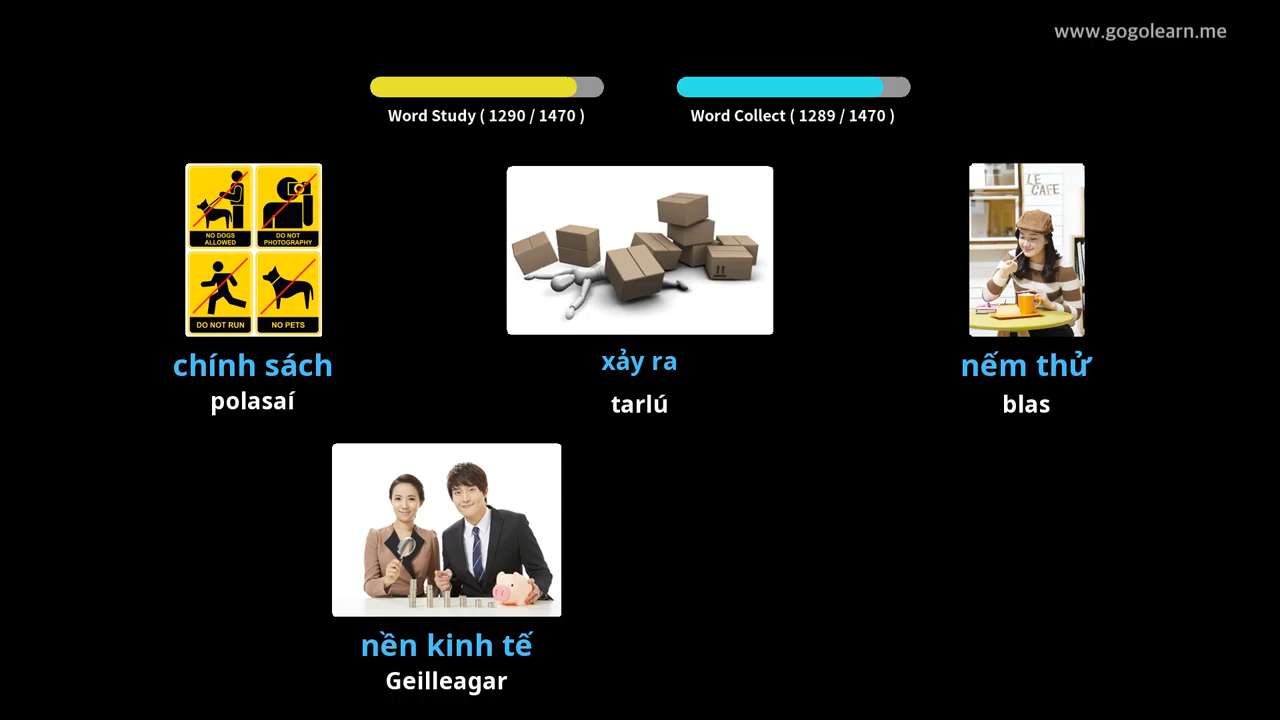 www.gogolearn.me
Word Study ( 1290 / 1470 )
Word Collect ( 1289 / 1470 )
NO DOGS
ALLOWED
DO NOT
PHOTOGRAPHY
DO NOT RUN
NO PETS
LE
CAFE
chính sách
polasaí
xảy ra
tarlú
nếm thử
blas
nền kinh tế
Geilleagar